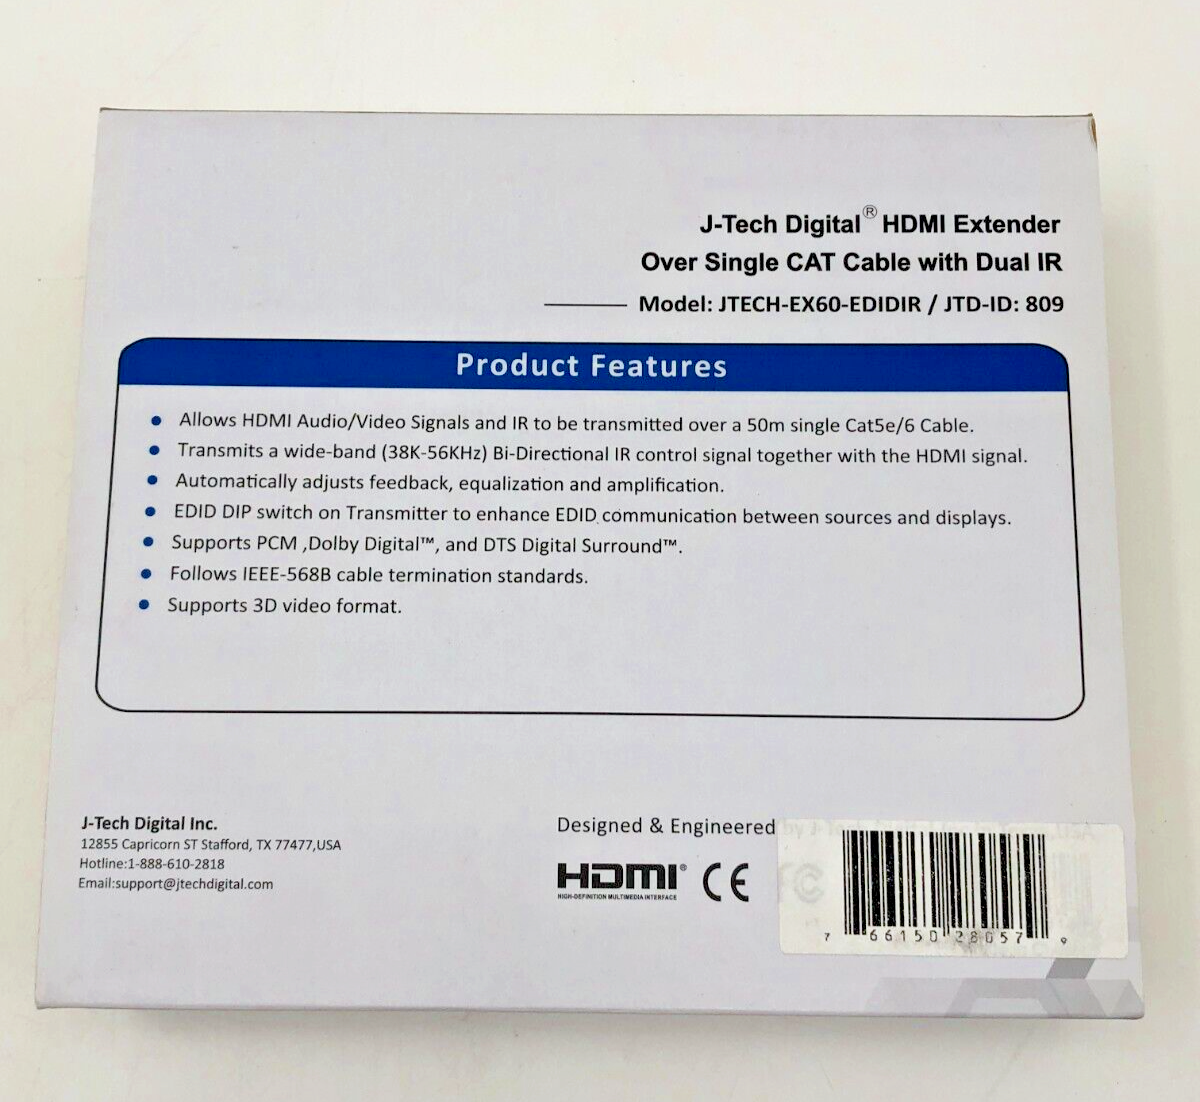 J-Tech Digital® HDMI Extender
Over Single CAT Cable with Dual IR
Model: JTECH-EX60-EDIDIR / JTD-ID: 809
Product Features
• Allows HDMI Audio/Video Signals and IR to be transmitted over a 50m single Cat5e/6 Cable.
• Transmits a wide-band (38K-56KHz) Bi-Directional IR control signal together with the HDMI signal.
• Automatically adjusts feedback, equalization and amplification.
• EDID DIP switch on Transmitter to enhance EDID communication between sources and displays.
• Supports PCM ,Dolby Digital™, and DTS Digital Surround™.
• Follows IEEE-568B cable termination standards.
• Supports 3D video format.
J-Tech Digital Inc.
12855 Capricorn ST Stafford, TX 77477,USA
Hotline:1-888-610-2818
Email:support@jtechdigital.com
Designed & Engineered
HDMI®
HIGH-DEFINITION MULTIMEDIA INTERFACE
CE
FC
7 66150 28057 9